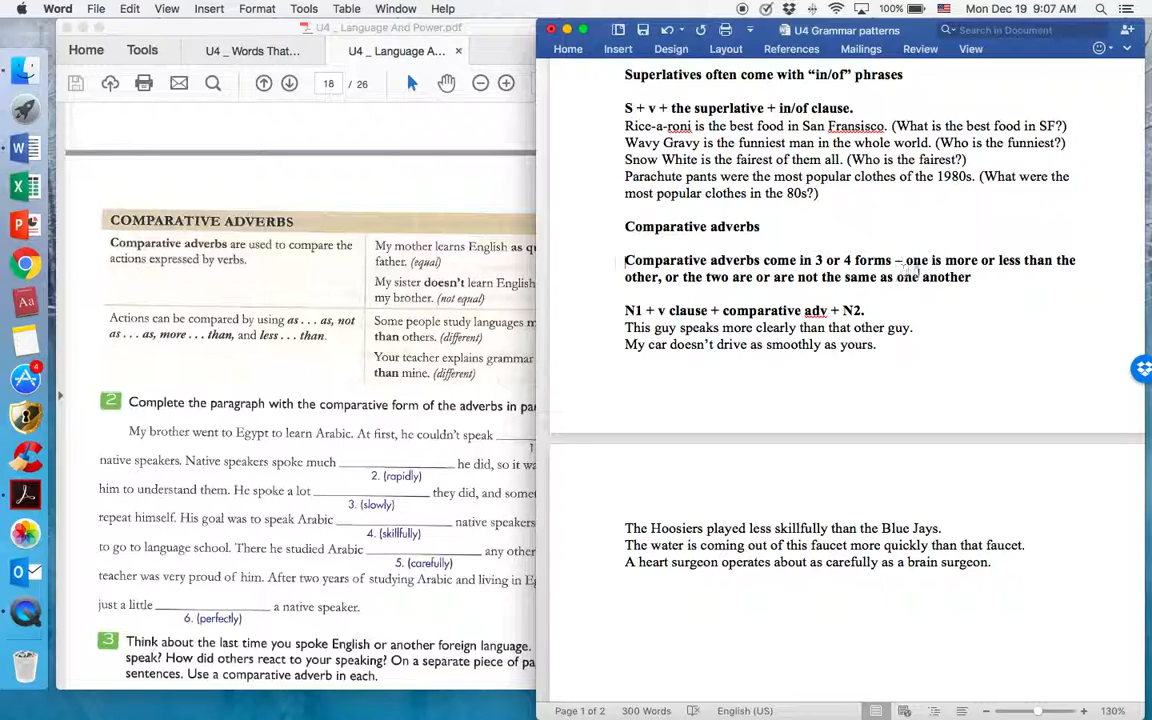 Word File Edit View Insert Format Tools Table Window Help 100% Mon Dec 19 9:07 AM
U4 _ Language And Power.pdf
Home Tools U4 _ Words That... U4 _ Language A... ×
18 / 26
COMPARATIVE ADVERBS
Comparative adverbs are used to compare the
actions expressed by verbs.
My mother learns English as
father. (equal)
My sister doesn't learn English
my brother. (not equal)
Actions can be compared by using as . . . as, not
as . . . as, more . . . than, and less . . . than.
Some people study languages
than others. (different)
Your teacher explains grammar
than mine. (different)
2 Complete the paragraph with the comparative form of the adverbs in
My brother went to Egypt to learn Arabic. At first, he couldn't speak
1
native speakers. Native speakers spoke much he did, so it
2. (rapidly)
him to understand them. He spoke a lot they did, and
3. (slowly)
repeat himself. His goal was to speak Arabic native speakers
4. (skillfully)
to go to language school. There he studied Arabic any other
5. (carefully)
teacher was very proud of him. After two years of studying Arabic and living in
just a little a native speaker.
6. (perfectly)
3 Think about the last time you spoke English or another foreign language.
speak? How did others react to your speaking? On a separate piece of
sentences. Use a comparative adverb in each.
U4 Grammar patterns
Search in Document
Home Insert Design Layout References Mailings Review View
Superlatives often come with “in/of” phrases
S + v + the superlative + in/of clause.
Rice-a-roni is the best food in San Fransisco. (What is the best food in SF?)
Wavy Gravy is the funniest man in the whole world. (Who is the funniest?)
Snow White is the fairest of them all. (Who is the fairest?)
Parachute pants were the most popular clothes of the 1980s. (What were the
most popular clothes in the 80s?)
Comparative adverbs
Comparative adverbs come in 3 or 4 forms – one is more or less than the
other, or the two are or are not the same as one another
N1 + v clause + comparative adv + N2.
This guy speaks more clearly than that other guy.
My car doesn't drive as smoothly as yours.
The Hoosiers played less skillfully than the Blue Jays.
The water is coming out of this faucet more quickly than that faucet.
A heart surgeon operates about as carefully as a brain surgeon.
Page 1 of 2 300 Words English (US) 130%
Aa
4